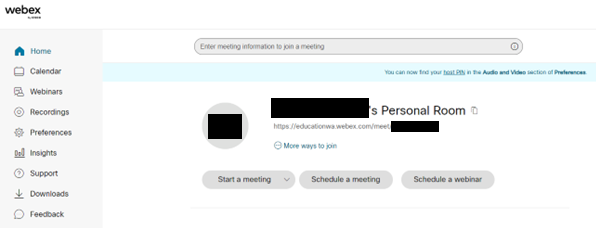 webex
by CISCO
Home
Calendar
Webinars
Recordings
Preferences
Insights
Support
Downloads
Feedback
Enter meeting information to join a meeting
You can now find your host PIN in the Audio and Video section of Preferences.
's Personal Room
https://educationwa.webex.com/meet
More ways to join
Start a meeting
Schedule a meeting
Schedule a webinar